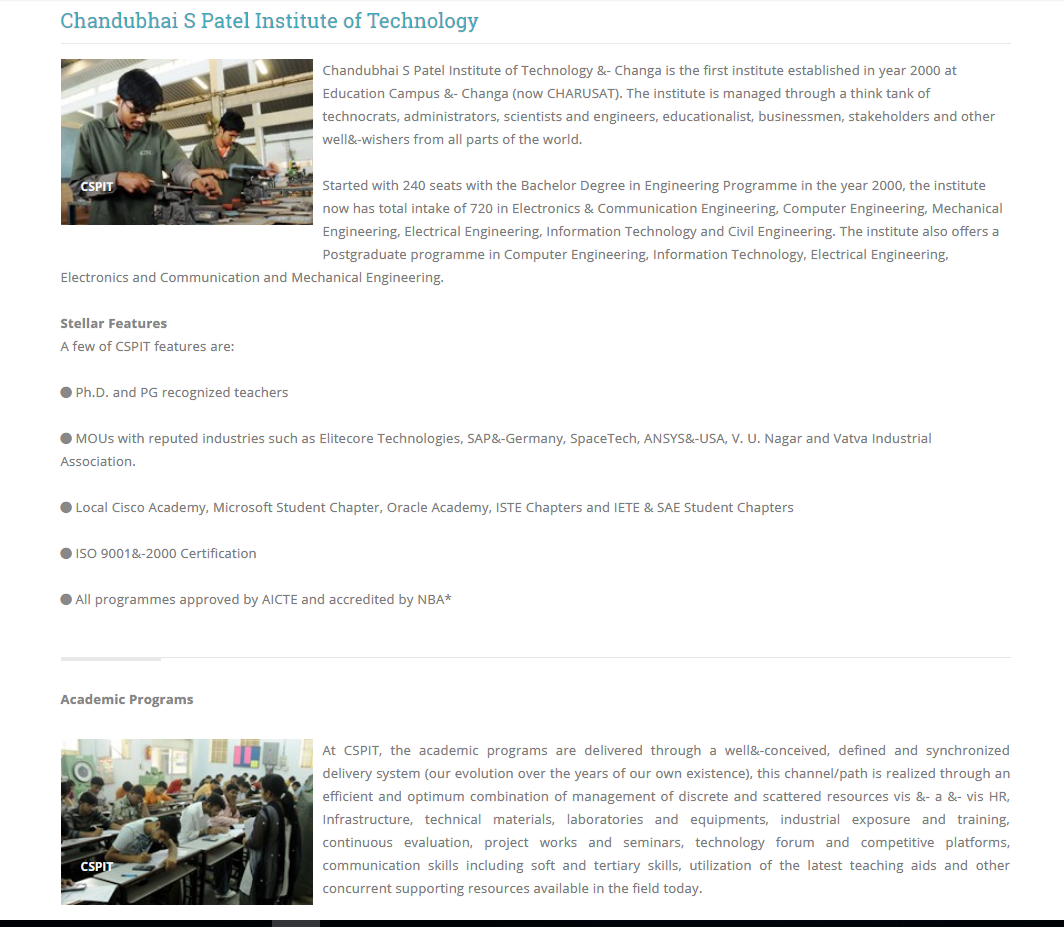 Chandubhai S Patel Institute of Technology
Chandubhai S Patel Institute of Technology &- Changa is the first institute established in year 2000 at
Education Campus &- Changa (now CHARUSAT). The institute is managed through a think tank of
technocrats, administrators, scientists and engineers, educationalist, businessmen, stakeholders and other
well&-wishers from all parts of the world.
CSPIT
Started with 240 seats with the Bachelor Degree in Engineering Programme in the year 2000, the institute
now has total intake of 720 in Electronics & Communication Engineering, Computer Engineering, Mechanical
Engineering, Electrical Engineering, Information Technology and Civil Engineering. The institute also offers a
Postgraduate programme in Computer Engineering, Information Technology, Electrical Engineering,
Electronics and Communication and Mechanical Engineering.
Stellar Features
A few of CSPIT features are:
● Ph.D. and PG recognized teachers
● MOUs with reputed industries such as Elitecore Technologies, SAP&-Germany, SpaceTech, ANSYS&-USA, V. U. Nagar and Vatva Industrial
Association.
● Local Cisco Academy, Microsoft Student Chapter, Oracle Academy, ISTE Chapters and IETE & SAE Student Chapters
● ISO 9001&-2000 Certification
● All programmes approved by AICTE and accredited by NBA*
Academic Programs
At CSPIT, the academic programs are delivered through a well&-conceived, defined and synchronized
delivery system (our evolution over the years of our own existence), this channel/path is realized through an
efficient and optimum combination of management of discrete and scattered resources vis &- a &- vis HR,
Infrastructure, technical materials, laboratories and equipments, industrial exposure and training,
continuous evaluation, project works and seminars, technology forum and competitive platforms,
communication skills including soft and tertiary skills, utilization of the latest teaching aids and other
concurrent supporting resources available in the field today.
CSPIT